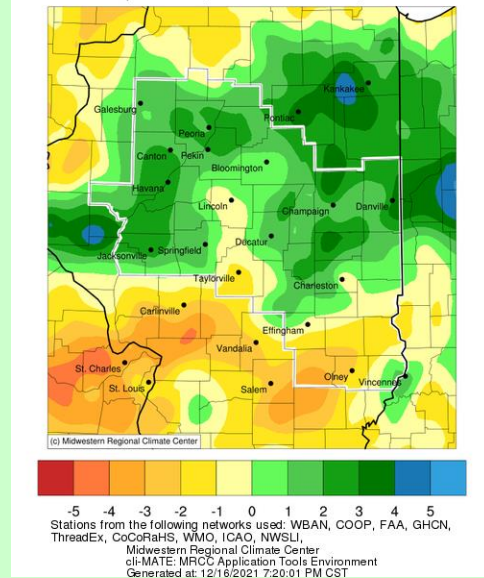 Kankakee
Galesburg
Pontiac
Peoria
Canton Pekin
Bloomington
Havana
Lincoln
Champaign Danville
Decatur
Jacksonville Springfield
Taylorville
Charleston
Carlinville
Effingham
Vandalia
St. Charles
Olney
Vincennes
St. Louis
Salem
(c) Midwestern Regional Climate Center
-5 -4 -3 -2 -1 0 1 2 3 4 5
Stations from the following networks used: WBAN, COOP, FAA, GHCN,
ThreadEx, CoCoRaHS, WMO, ICAO, NWSLI,
Midwestern Regional Climate Center
cli-MATE: MRCC Application Tools Environment
Generated at: 12/16/2021 7:20:01 PM CST